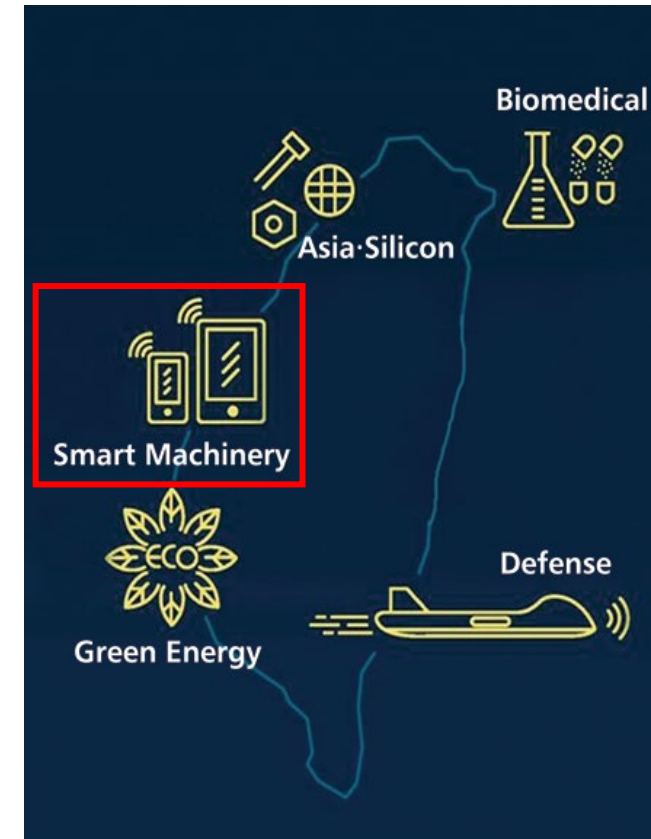 Biomedical
Asia·Silicon
Smart Machinery
ECO
Defense
Green Energy